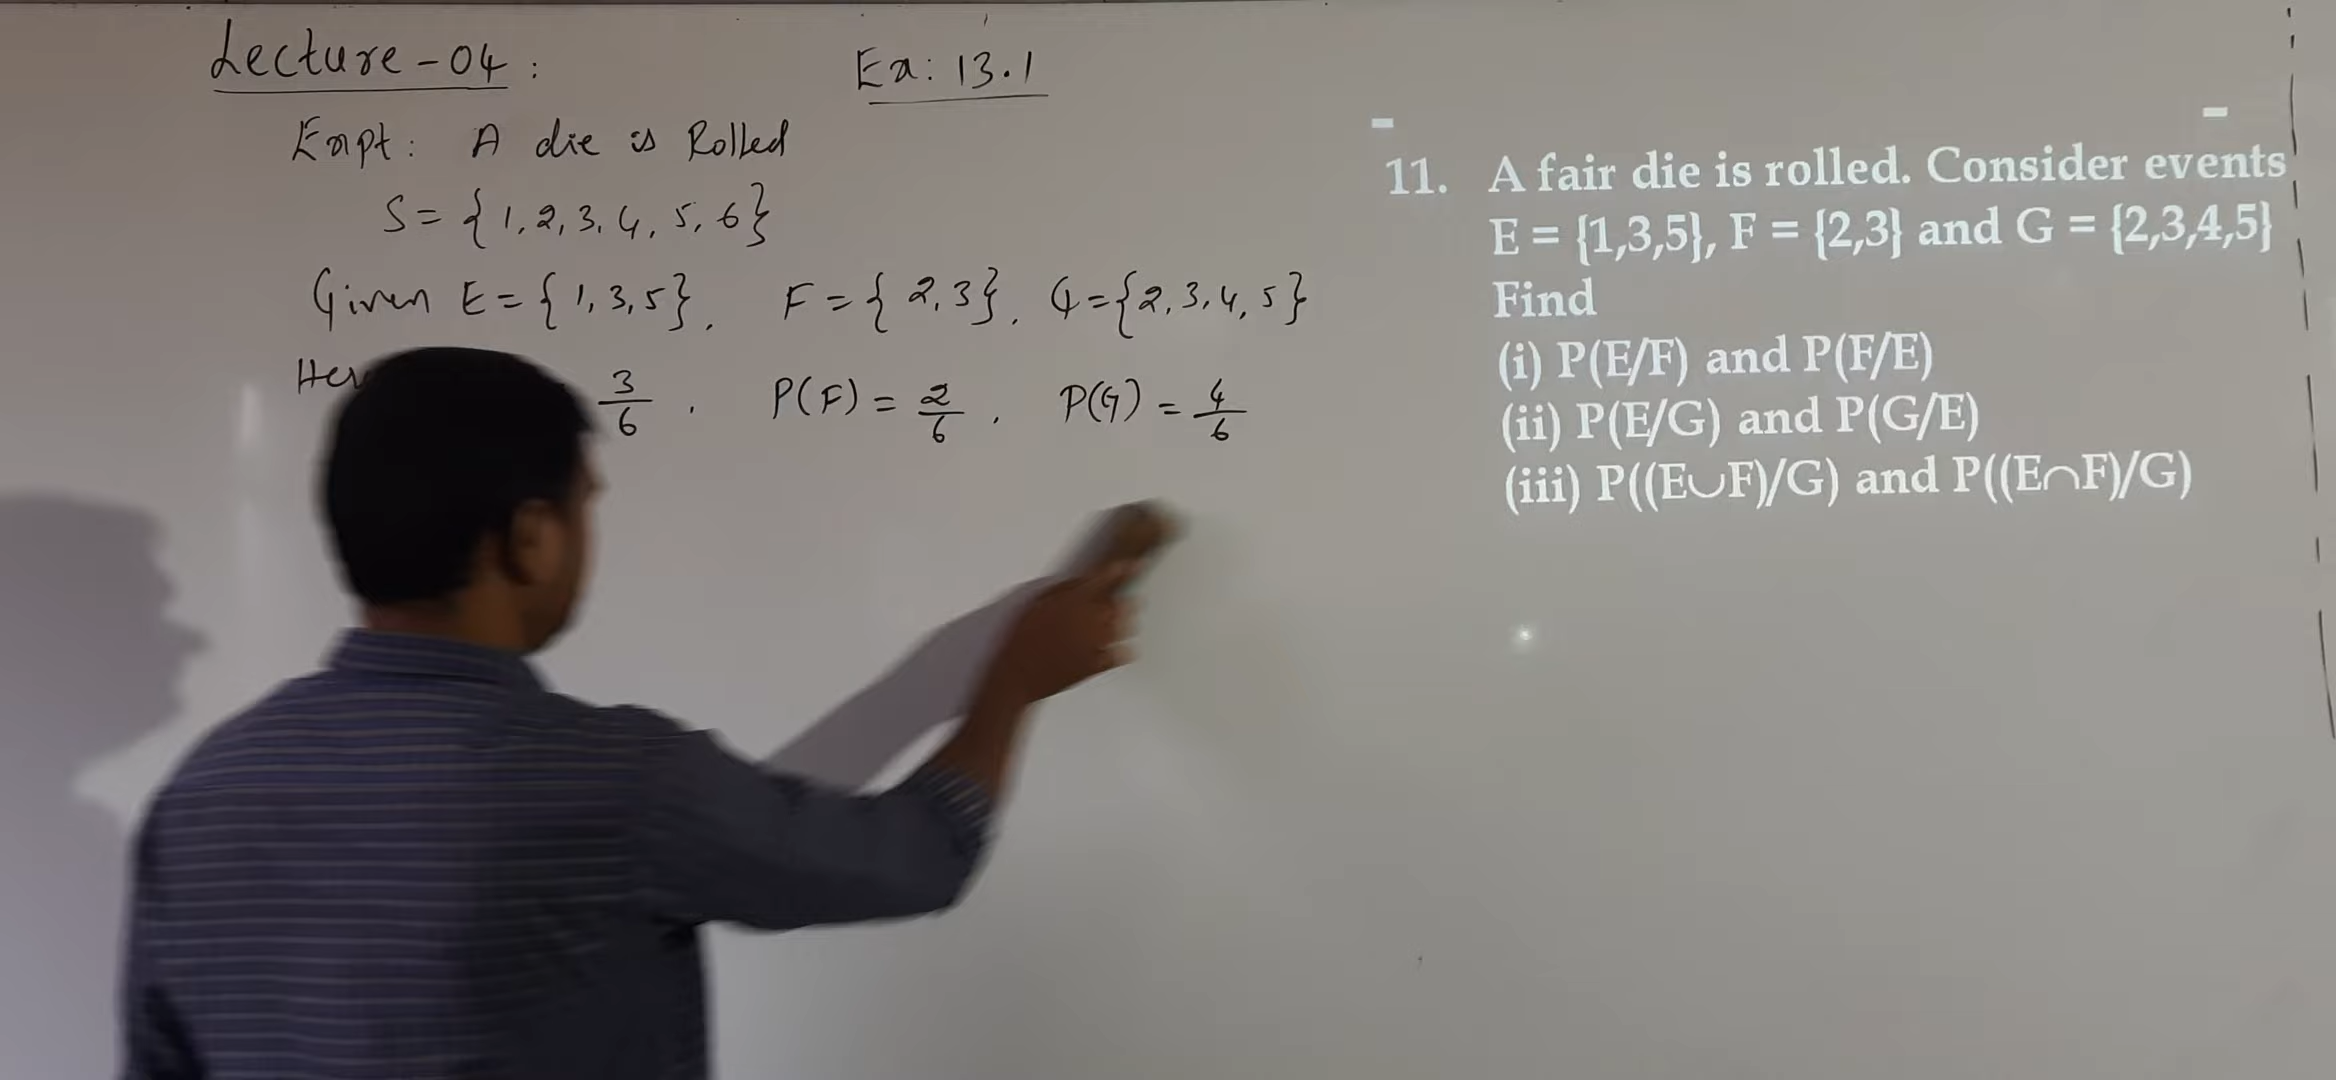 Lecture-04 :
Ex: 13.1
Exnpt: A die is Rolled
S = { 1, 2, 3, 4, 5, 6}
Given E = { 1, 3, 5}, F = { 2, 3}, G = {2, 3, 4, 5}
3/6 , P(F) = 2/6 , P(G) = 4/6
11. A fair die is rolled. Consider events
E = {1,3,5}, F = {2,3} and G = {2,3,4,5}
Find
(i) P(E/F) and P(F/E)
(ii) P(E/G) and P(G/E)
(iii) P((E∪F)/G) and P((E∩F)/G)